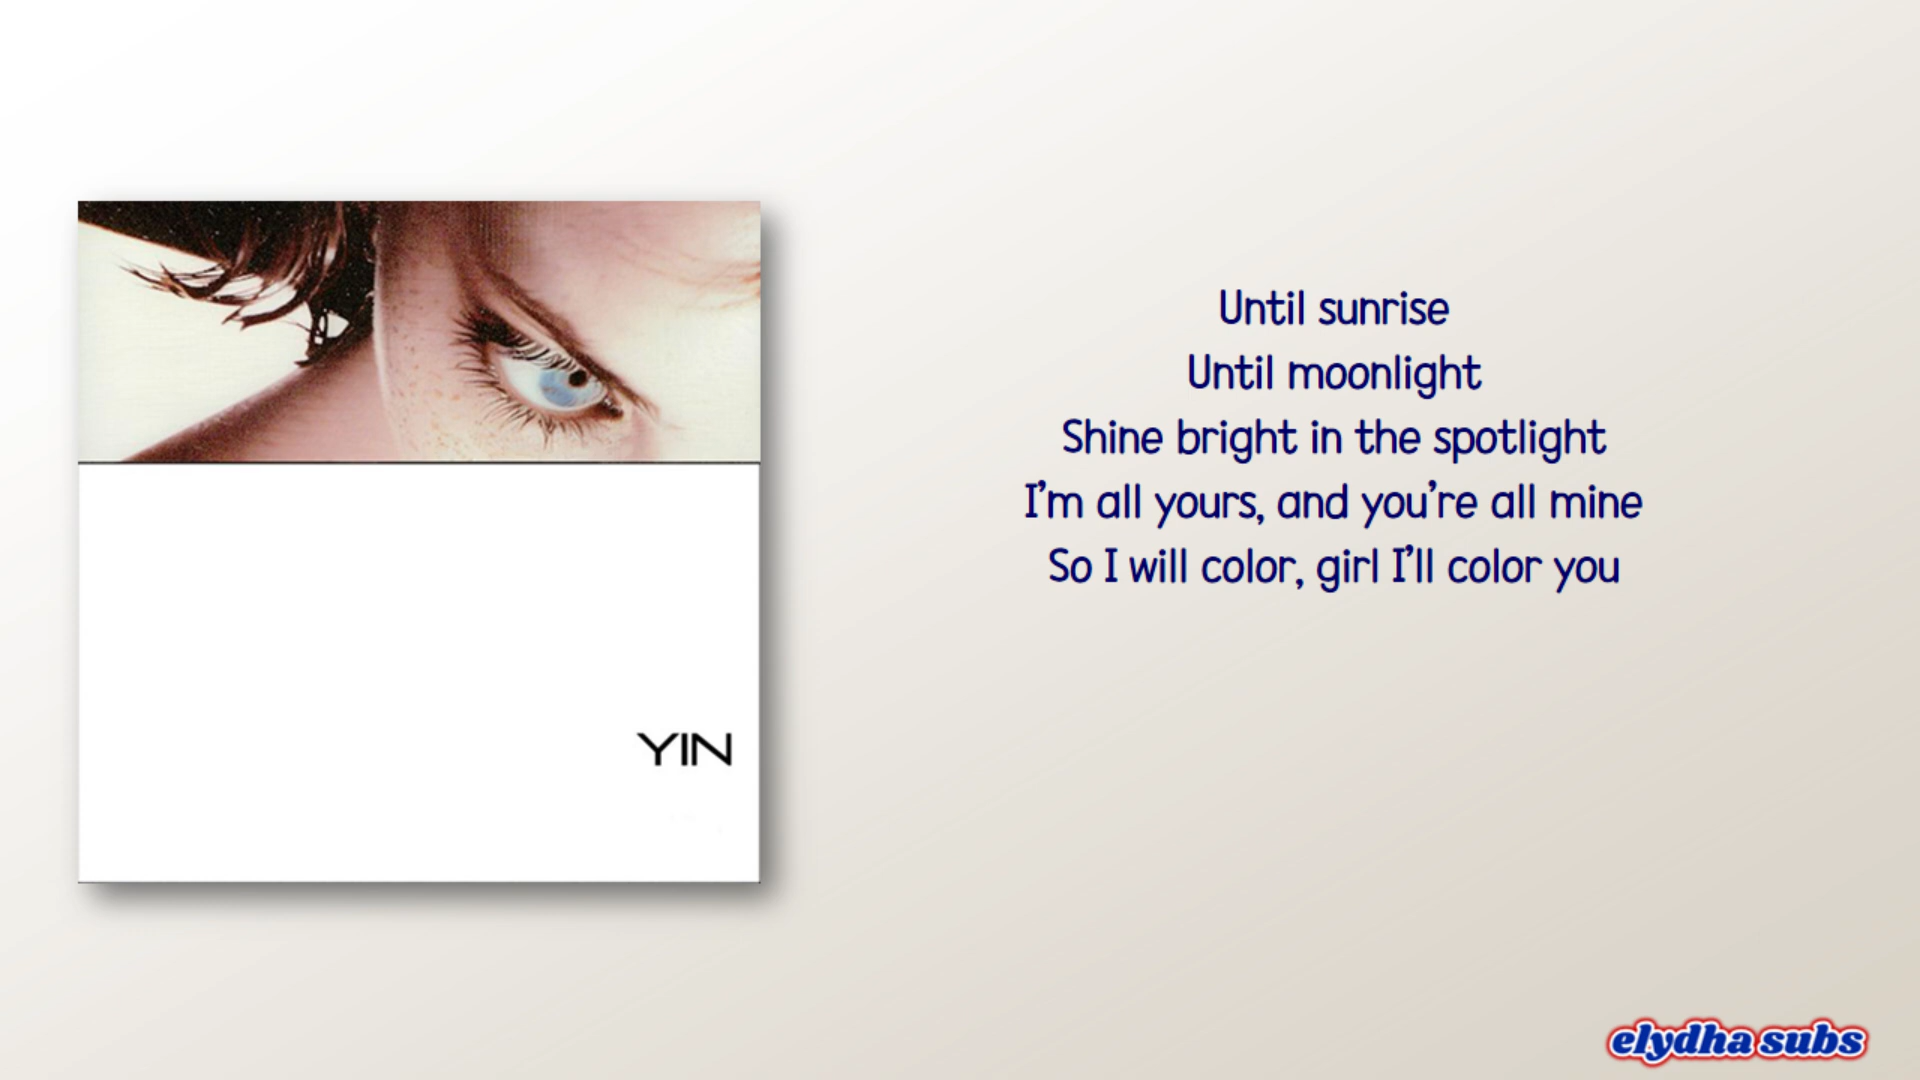 Until sunrise
Until moonlight
Shine bright in the spotlight
I'm all yours, and you're all mine
So I will color, girl I'll color you
YIN
elydha subs